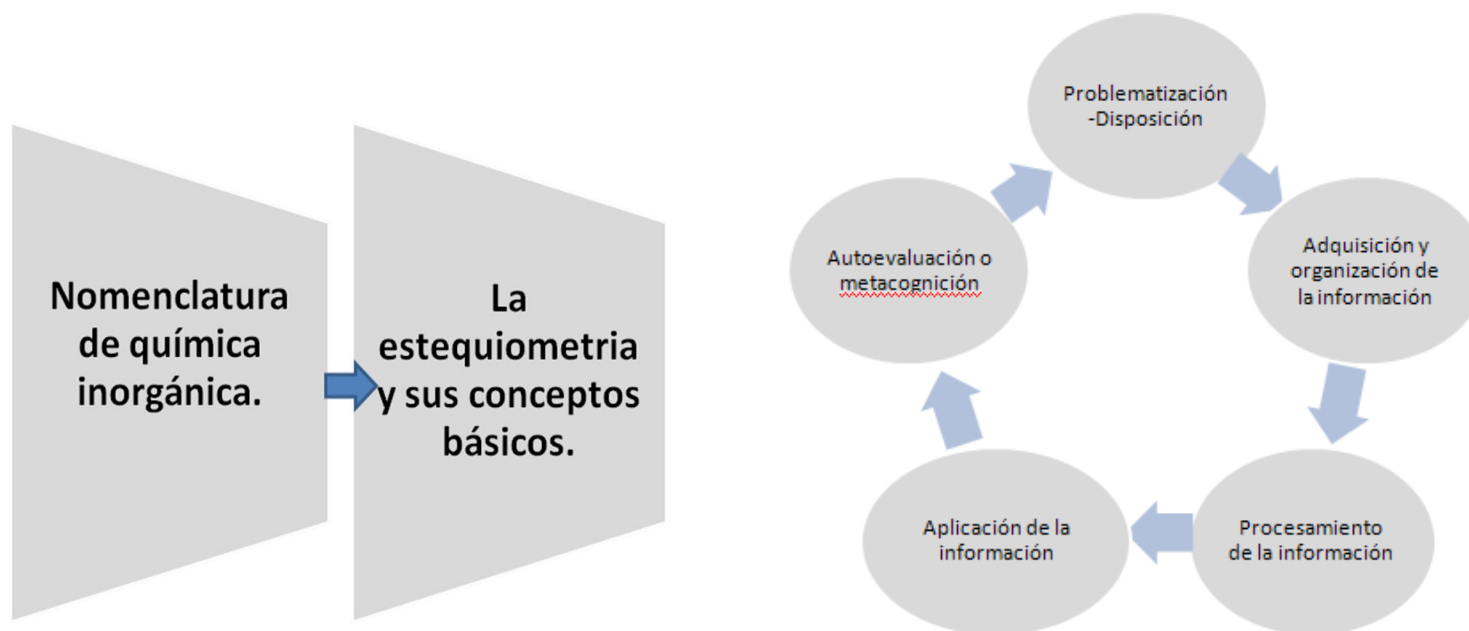 Nomenclatura
de química
inorgánica.
La
estequiometria
y sus conceptos
básicos.
Problematización
-Disposición
Adquisición y
organización de
la información
Procesamiento
de la información
Aplicación de la
información
Autoevaluación o
metacognición